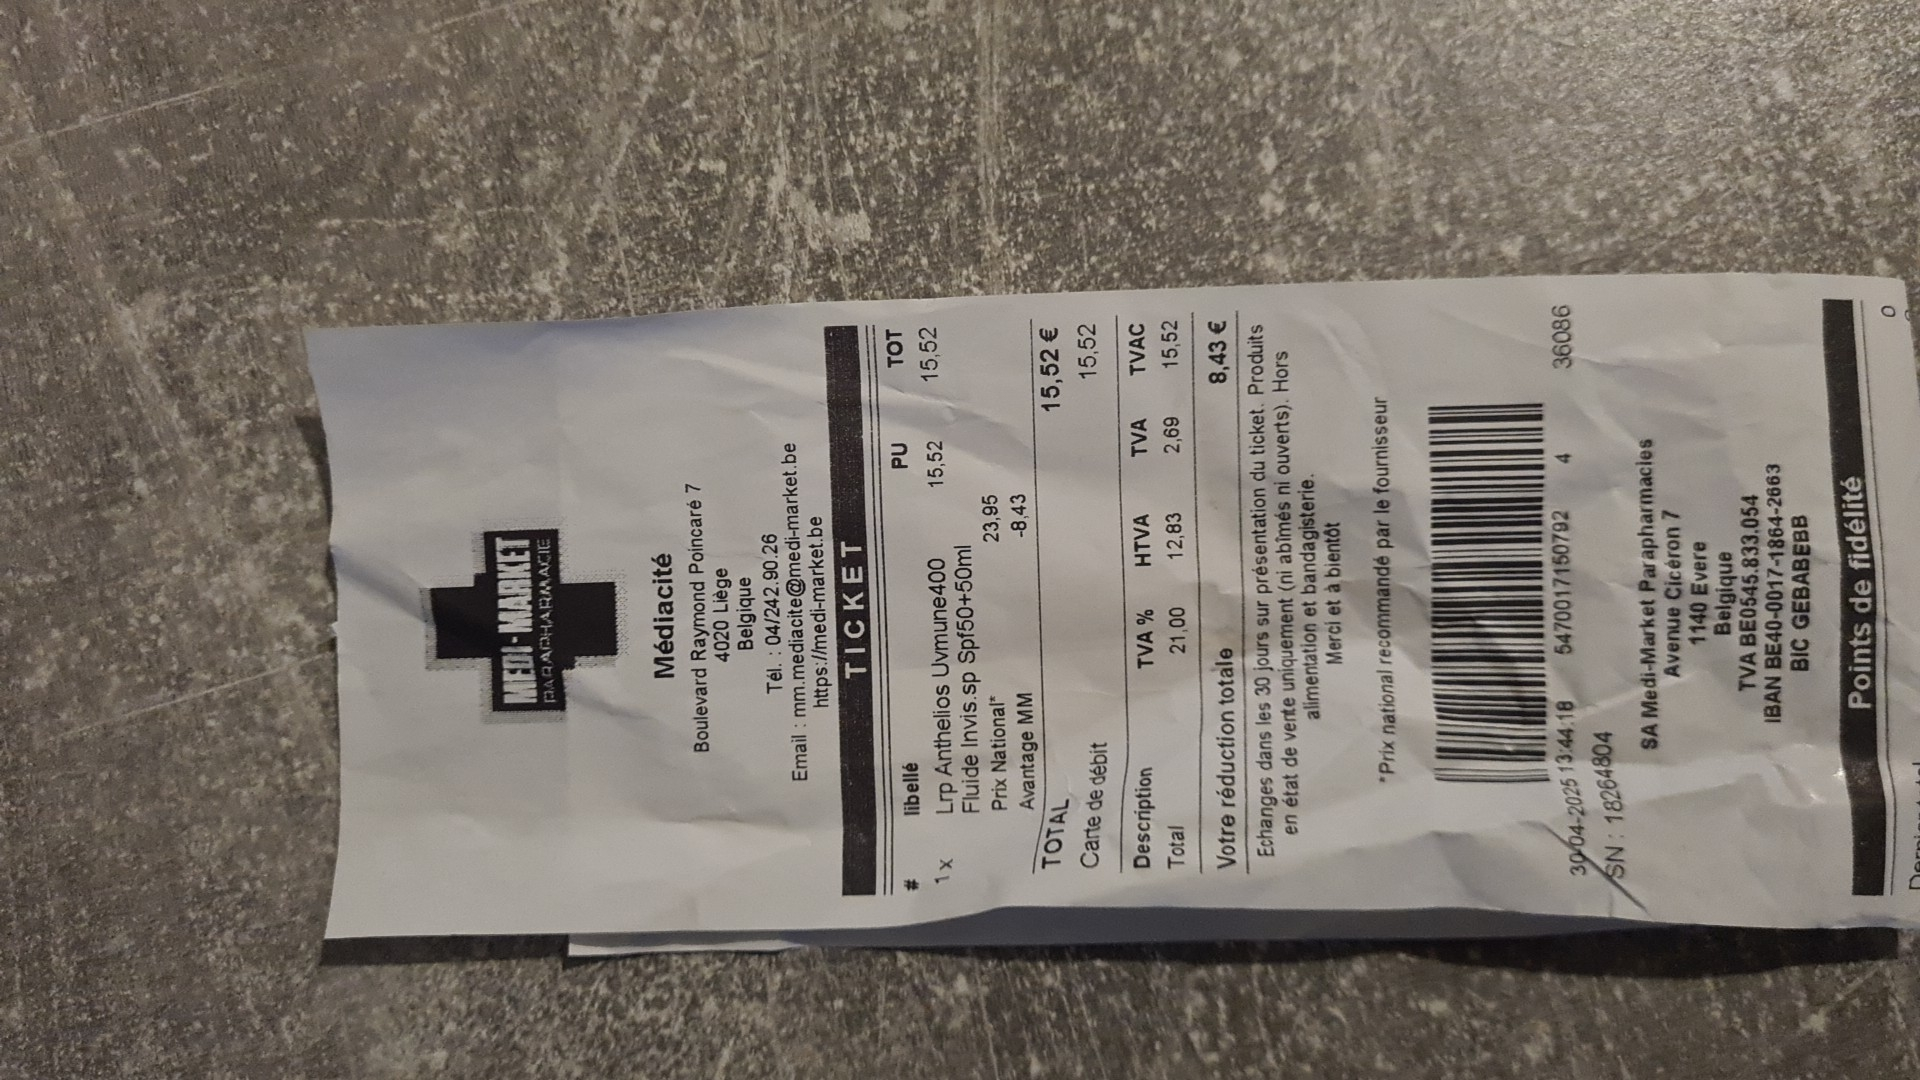 MEDI-MARKET
PARAPHARMACIE
Médiacité
Boulevard Raymond Poincaré 7
4020 Liège
Belgique
Tél. : 04/242.90.26
Email : mm.mediacite@medi-market.be
https://medi-market.be
TICKET
# libellé PU TOT
1 x Lrp Anthelios Uvmune400 15,52 15,52
Fluide Invis.sp Spf50+50ml
Prix National* 23,95
Avantage MM -8,43
TOTAL 15,52 €
Carte de débit 15,52
Description TVA % HTVA TVA TVAC
Total 21,00 12,83 2,69 15,52
Votre réduction totale 8,43 €
Echanges dans les 30 jours sur présentation du ticket. Produits
en état de vente uniquement (ni abîmés ni ouverts). Hors
alimentation et bandagisterie.
Merci et à bientôt
*Prix national recommandé par le fournisseur
30-04-2025 13:44:18 5470017150792 4 36086
SN : 18264804
SA Medi-Market Parapharmacies
Avenue Cicéron 7
1140 Evere
Belgique
TVA BE0545.833.054
IBAN BE40-0017-1864-2663
BIC GEBABEBB
Points de fidélité
0